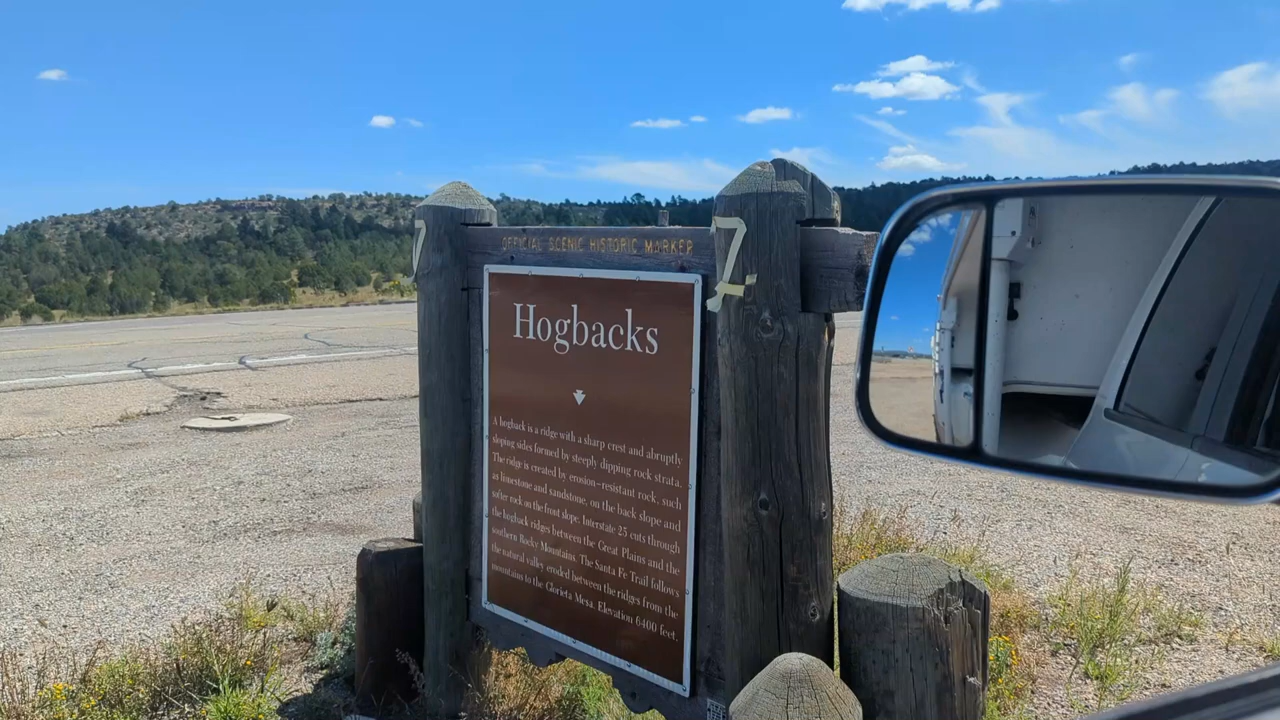 OFFICIAL SCENIC HISTORIC MARKER
7
Hogbacks
A hogback is a ridge with a sharp crest and abruptly
sloping sides formed by steeply dipping rock strata.
The ridge is created by erosion-resistant rock, such
as limestone and sandstone, on the back slope and
softer rock on the front slope. Interstate 25 cuts through
the hogback ridges between the Great Plains and the
southern Rocky Mountains. The Santa Fe Trail follows
the natural valley eroded between the ridges from the
mountains to the Glorieta Mesa. Elevation 6400 feet.